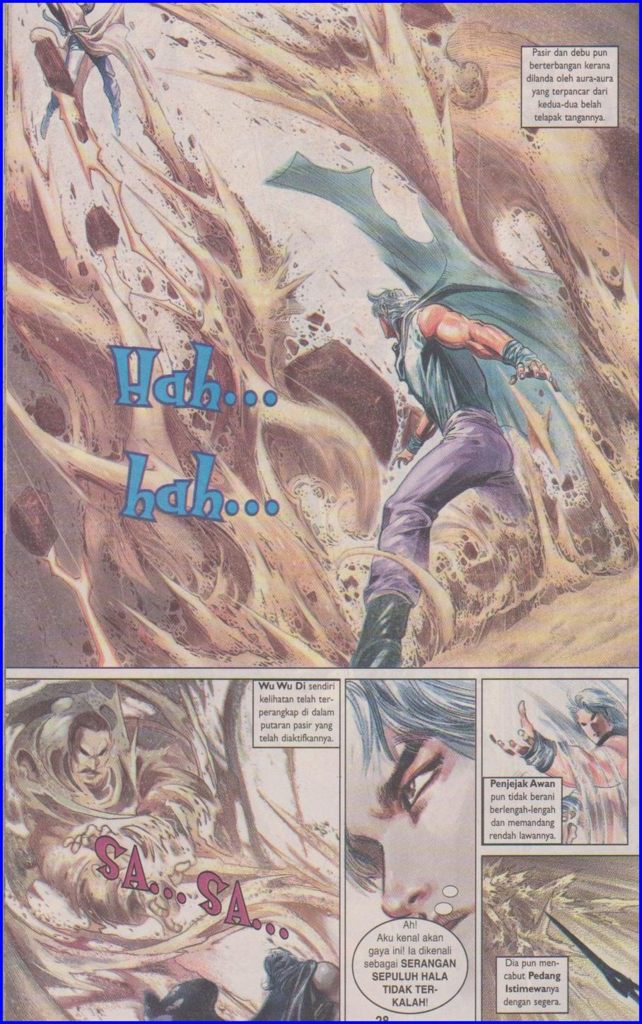 Pasir dan debu pun
berterbangan kerana
dilanda oleh aura-aura
yang terpancar dari
kedua-dua belah
telapak tangannya.
Hah...
hah...
Wu Wu Di sendiri
kelihatan telah ter-
perangkap di dalam
putaran pasir yang
telah diaktifkannya.
SA... SA...
Ah!
Aku kenal akan
gaya ini! Ia dikenali
sebagai SERANGAN
SEPULUH HALA
TIDAK TER-
KALAH!
Penjejak Awan
pun tidak berani
berlengah-lengah
dan memandang
rendah lawannya.
Dia pun men-
cabut Pedang
Istimewanya
dengan segera.
28